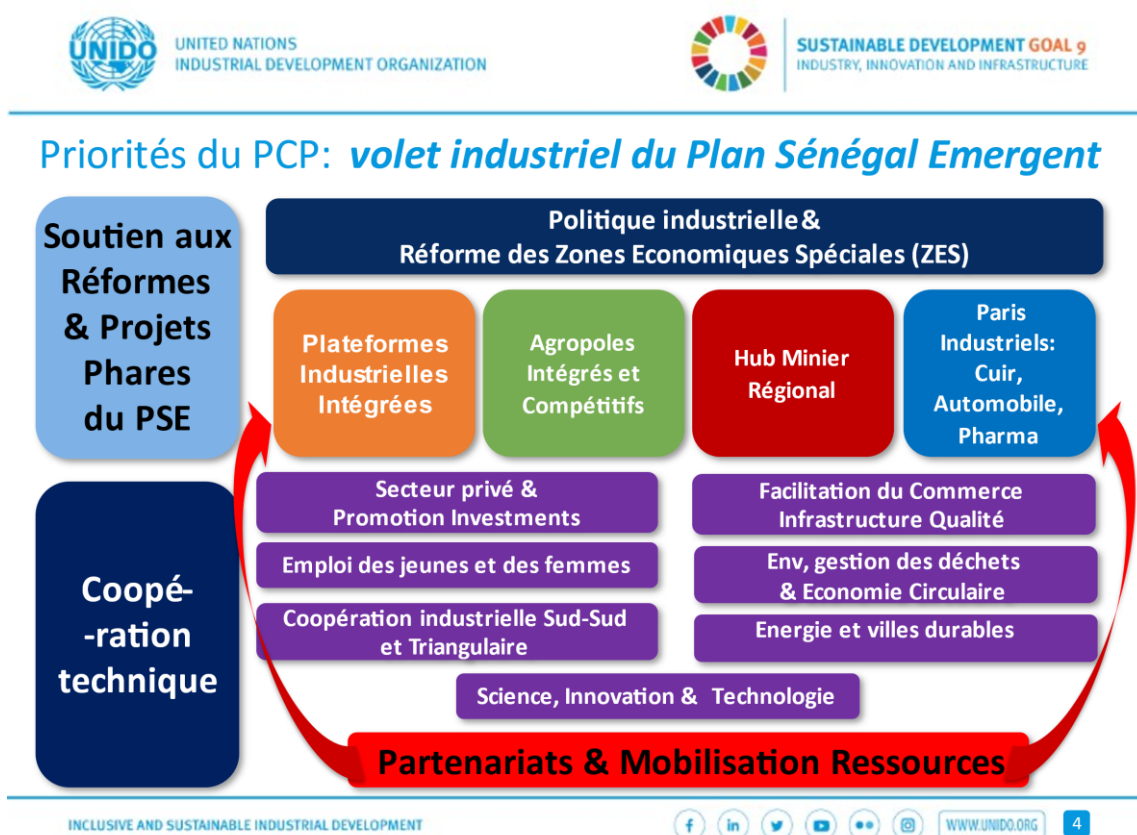 UNIDO
UNITED NATIONS
INDUSTRIAL DEVELOPMENT ORGANIZATION
SUSTAINABLE DEVELOPMENT GOAL 9
INDUSTRY, INNOVATION AND INFRASTRUCTURE
Priorités du PCP: volet industriel du Plan Sénégal Emergent
Soutien aux
Réformes
& Projets
Phares
du PSE
Politique industrielle &
Réforme des Zones Economiques Spéciales (ZES)
Plateformes
Industrielles
Intégrées
Agropoles
Intégrés et
Compétitifs
Hub Minier
Régional
Paris
Industriels:
Cuir,
Automobile,
Pharma
Coopé-
-ration
technique
Secteur privé &
Promotion Investments
Emploi des jeunes et des femmes
Coopération industrielle Sud-Sud
et Triangulaire
Facilitation du Commerce
Infrastructure Qualité
Env, gestion des déchets
& Economie Circulaire
Energie et villes durables
Science, Innovation & Technologie
Partenariats & Mobilisation Ressources
INCLUSIVE AND SUSTAINABLE INDUSTRIAL DEVELOPMENT
WWW.UNIDO.ORG
4